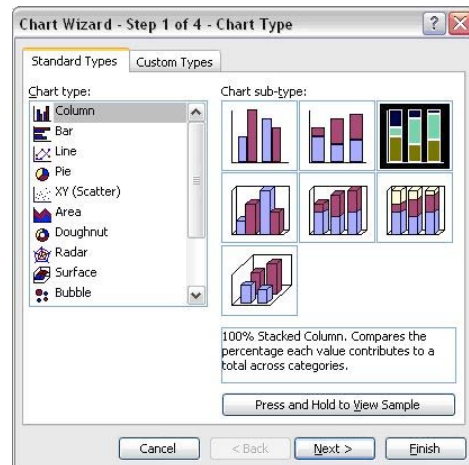 Chart Wizard - Step 1 of 4 - Chart Type
Standard Types
Custom Types
Chart type:
Column
Bar
Line
Pie
XY (Scatter)
Area
Doughnut
Radar
Surface
Bubble
Chart sub-type:
100% Stacked Column. Compares the
percentage each value contributes to a
total across categories.
Press and Hold to View Sample
Cancel
< Back
Next >
Finish